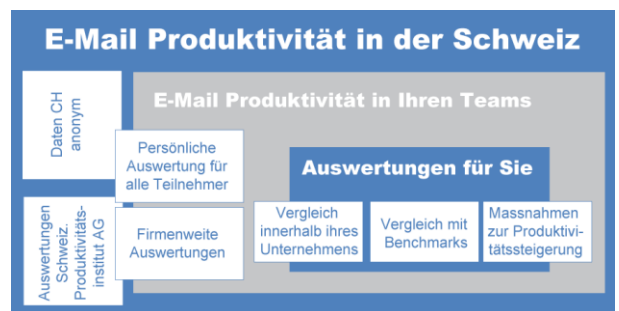 E-Mail Produktivität in der Schweiz
Daten CH
anonym
E-Mail Produktivität in Ihren Teams
Persönliche
Auswertung für
alle Teilnehmer
Auswertungen für Sie
Auswertungen
Schweiz.
Produktivitäts-
institut AG
Firmenweite
Auswertungen
Vergleich
innerhalb ihres
Unternehmens
Vergleich mit
Benchmarks
Massnahmen
zur Produktivi-
tätssteigerung